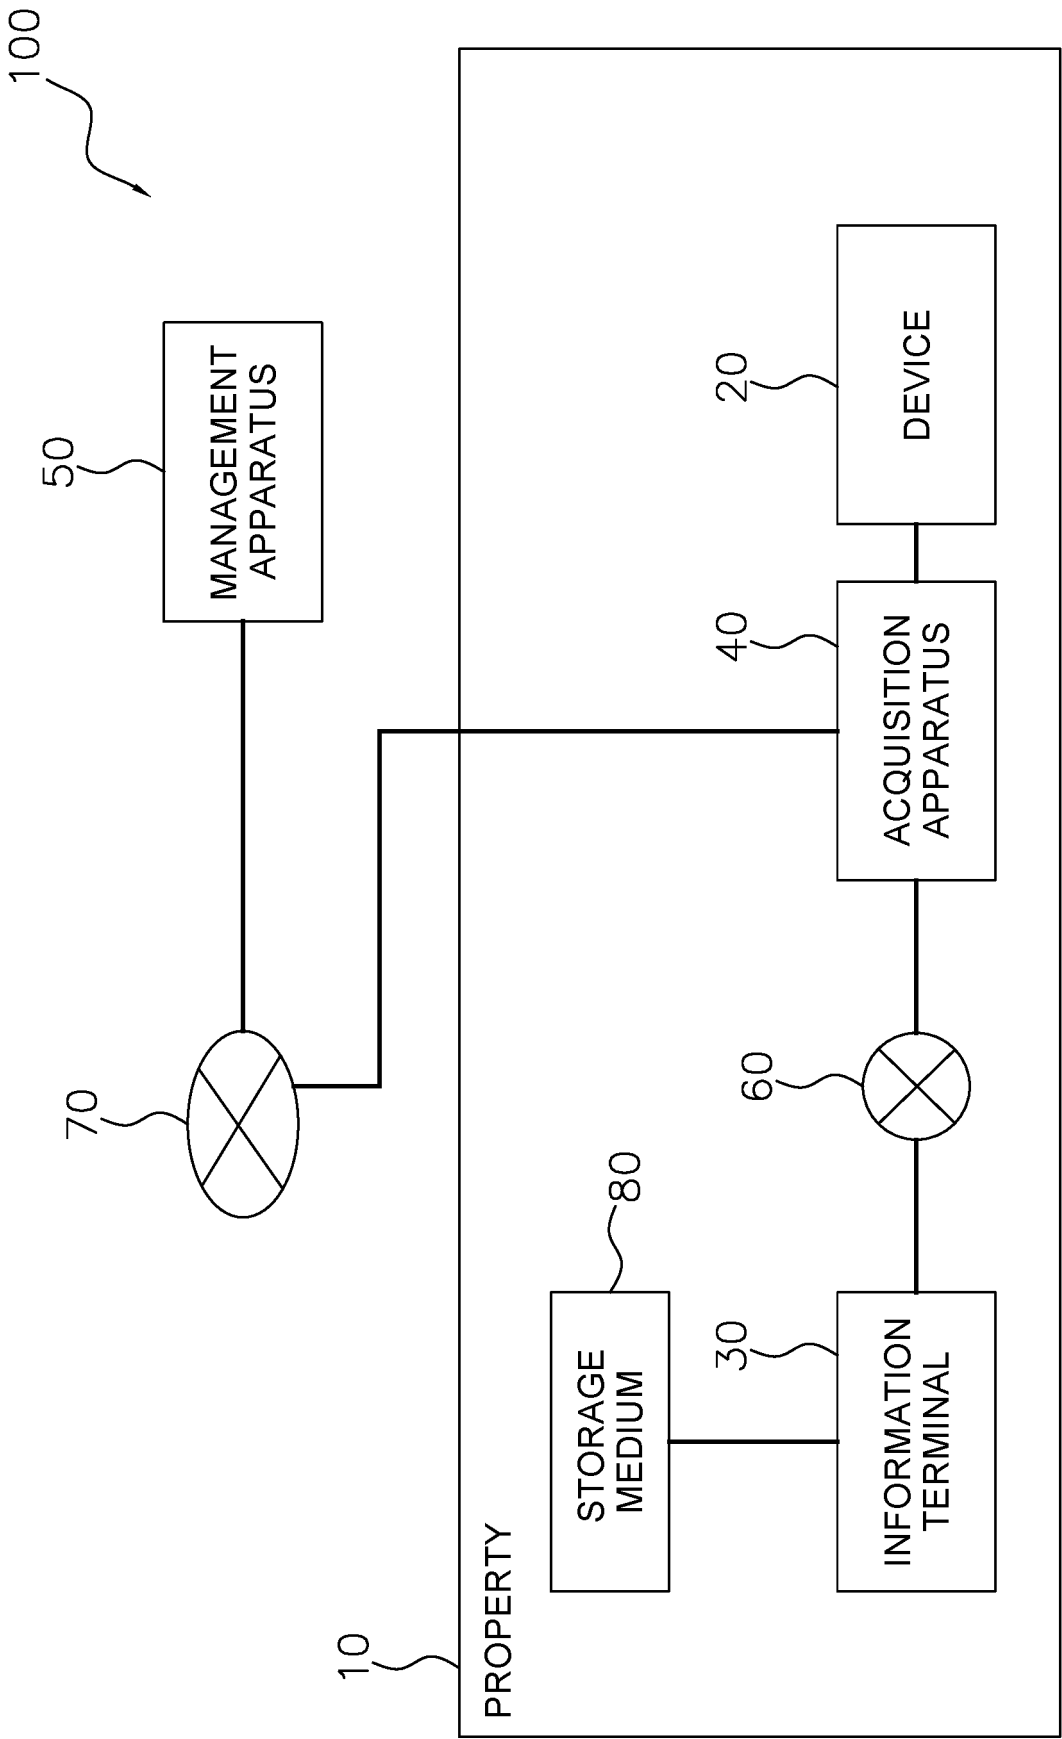 100
50
MANAGEMENT
APPARATUS
70
10
PROPERTY
80
STORAGE
MEDIUM
30
INFORMATION
TERMINAL
60
40
ACQUISITION
APPARATUS
20
DEVICE